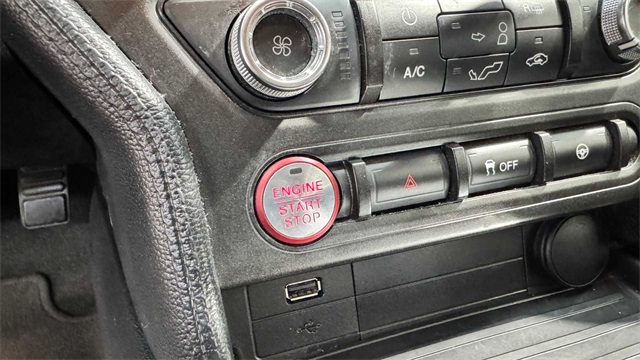 A/C
R
ENGINE
START
STOP
OFF